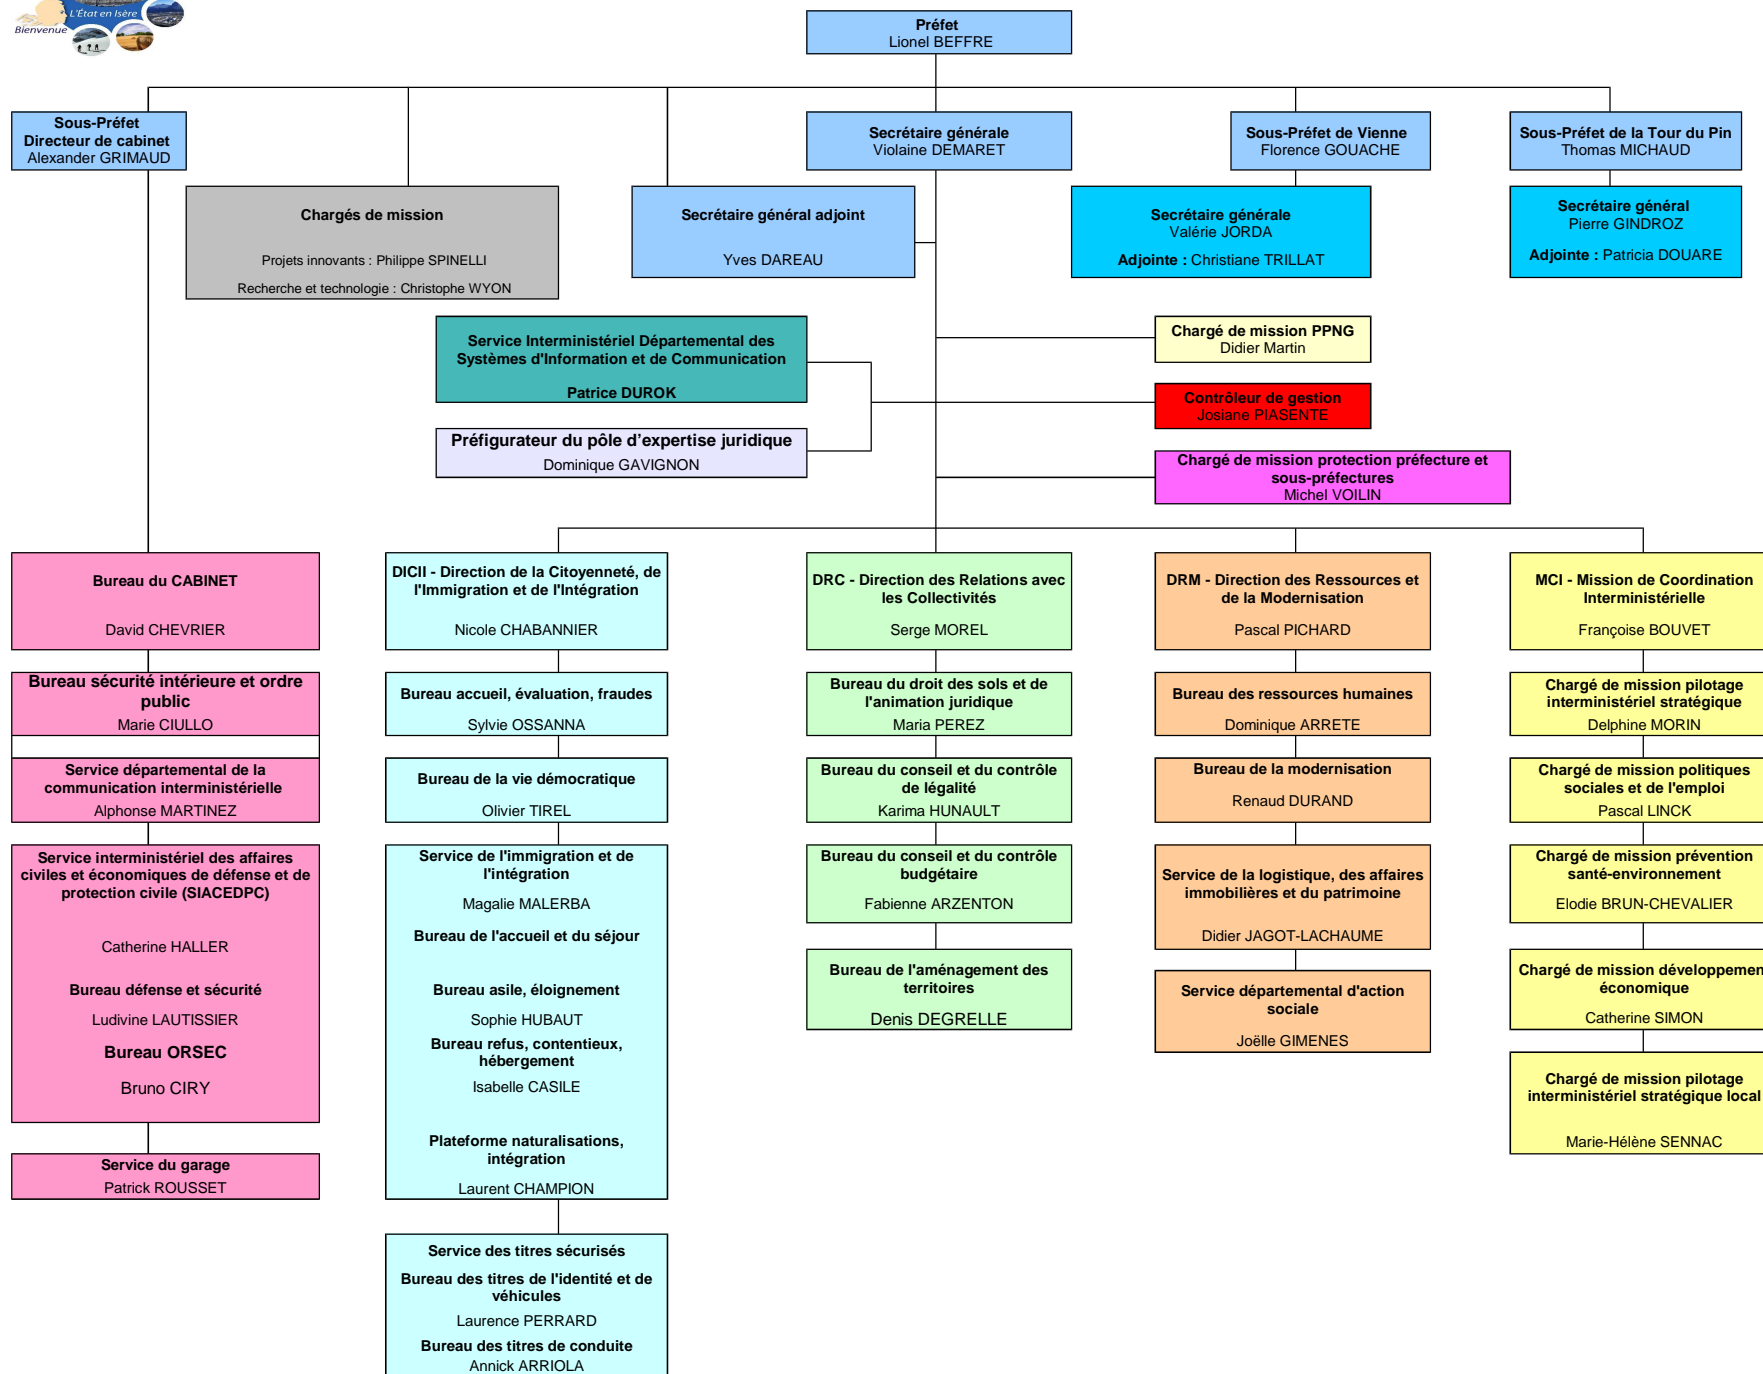 L'État en Isère
Bienvenue
Préfet
Lionel BEFFRE
Sous-Préfet
Directeur de cabinet
Alexander GRIMAUD
Secrétaire générale
Violaine DEMARET
Sous-Préfet de Vienne
Florence GOUACHE
Sous-Préfet de la Tour du Pin
Thomas MICHAUD
Chargés de mission
Projets innovants : Philippe SPINELLI
Recherche et technologie : Christophe WYON
Secrétaire général adjoint
Yves DAREAU
Secrétaire générale
Valérie JORDA
Adjointe : Christiane TRILLAT
Secrétaire général
Pierre GINDROZ
Adjointe : Patricia DOUARE
Service Interministériel Départemental des
Systèmes d'Information et de Communication
Patrice DUROK
Chargé de mission PPNG
Didier Martin
Contrôleur de gestion
Josiane PIASENTE
Préfigurateur du pôle d’expertise juridique
Dominique GAVIGNON
Chargé de mission protection préfecture et
sous-préfectures
Michel VOILIN
Bureau du CABINET
David CHEVRIER
Bureau sécurité intérieure et ordre
public
Marie CIULLO
Service départemental de la
communication interministérielle
Alphonse MARTINEZ
Service interministériel des affaires
civiles et économiques de défense et de
protection civile (SIACEDPC)
Catherine HALLER
Bureau défense et sécurité
Ludivine LAUTISSIER
Bureau ORSEC
Bruno CIRY
Service du garage
Patrick ROUSSET
DICII - Direction de la Citoyenneté, de
l'Immigration et de l'Intégration
Nicole CHABANNIER
Bureau accueil, évaluation, fraudes
Sylvie OSSANNA
Bureau de la vie démocratique
Olivier TIREL
Service de l'immigration et de
l'intégration
Magalie MALERBA
Bureau de l'accueil et du séjour
Bureau asile, éloignement
Sophie HUBAUT
Bureau refus, contentieux,
hébergement
Isabelle CASILE
Plateforme naturalisations,
intégration
Laurent CHAMPION
Service des titres sécurisés
Bureau des titres de l'identité et de
véhicules
Laurence PERRARD
Bureau des titres de conduite
Annick ARRIOLA
DRC - Direction des Relations avec
les Collectivités
Serge MOREL
Bureau du droit des sols et de
l'animation juridique
Maria PEREZ
Bureau du conseil et du contrôle
de légalité
Karima HUNAULT
Bureau du conseil et du contrôle
budgétaire
Fabienne ARZENTON
Bureau de l'aménagement des
territoires
Denis DEGRELLE
DRM - Direction des Ressources et
de la Modernisation
Pascal PICHARD
Bureau des ressources humaines
Dominique ARRETE
Bureau de la modernisation
Renaud DURAND
Service de la logistique, des affaires
immobilières et du patrimoine
Didier JAGOT-LACHAUME
Service départemental d'action
sociale
Joëlle GIMENES
MCI - Mission de Coordination
Interministérielle
Françoise BOUVET
Chargé de mission pilotage
interministériel stratégique
Delphine MORIN
Chargé de mission politiques
sociales et de l'emploi
Pascal LINCK
Chargé de mission prévention
santé-environnement
Elodie BRUN-CHEVALIER
Chargé de mission développemen
économique
Catherine SIMON
Chargé de mission pilotage
interministériel stratégique local
Marie-Hélène SENNAC